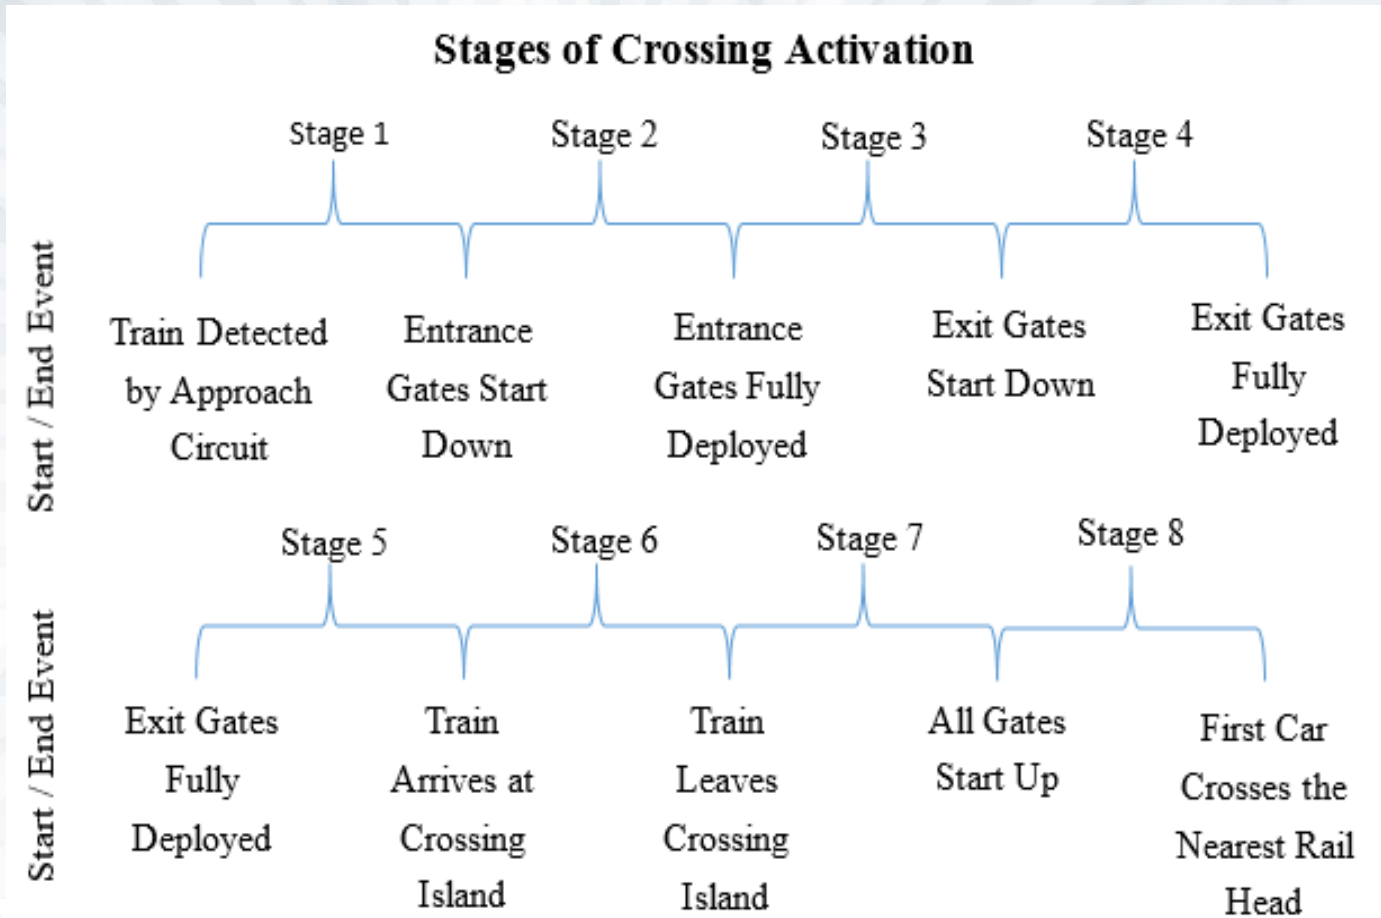 Stages of Crossing Activation
Stage 1
Stage 2
Stage 3
Stage 4
Start / End Event
Train Detected
by Approach
Circuit
Entrance
Gates Start
Down
Entrance
Gates Fully
Deployed
Exit Gates
Start Down
Exit Gates
Fully
Deployed
Stage 5
Stage 6
Stage 7
Stage 8
Start / End Event
Exit Gates
Fully
Deployed
Train
Arrives at
Crossing
Island
Train
Leaves
Crossing
Island
All Gates
Start Up
First Car
Crosses the
Nearest Rail
Head